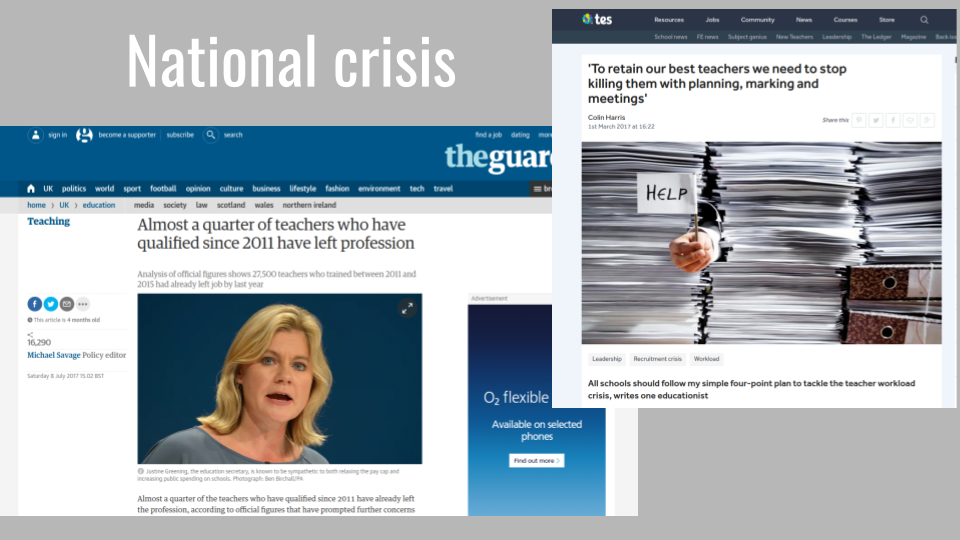 National crisis
sign in become a supporter subscribe search find a job dating more
theguar
UK politics world sport football opinion culture business lifestyle fashion environment tech travel
home > UK > education media society law scotland wales northern ireland
Teaching
Almost a quarter of teachers who have
qualified since 2011 have left profession
Analysis of official figures shows 27,500 teachers who trained between 2011 and
2015 had already left job by last year
This article is 4 months old
16,290
Michael Savage Policy editor
Saturday 8 July 2017 15.02 BST
Justine Greening, the education secretary, is known to be sympathetic to both relaxing the pay cap and
increasing public spending on schools. Photograph: Ben Birchall/PA
Almost a quarter of the teachers who have qualified since 2011 have already left
the profession, according to official figures that have prompted further concerns
Advertisement
O₂ flexible
Available on selected
phones
Find out more >
tes
Resources Jobs Community News Courses Store
School news FE news Subject genius New Teachers Leadership The Ledger Magazine Back
'To retain our best teachers we need to stop
killing them with planning, marking and
meetings'
Colin Harris
1st March 2017 at 16:22
Share this
HELP
Leadership Recruitment crisis Workload
All schools should follow my simple four-point plan to tackle the teacher workload
crisis, writes one educationist